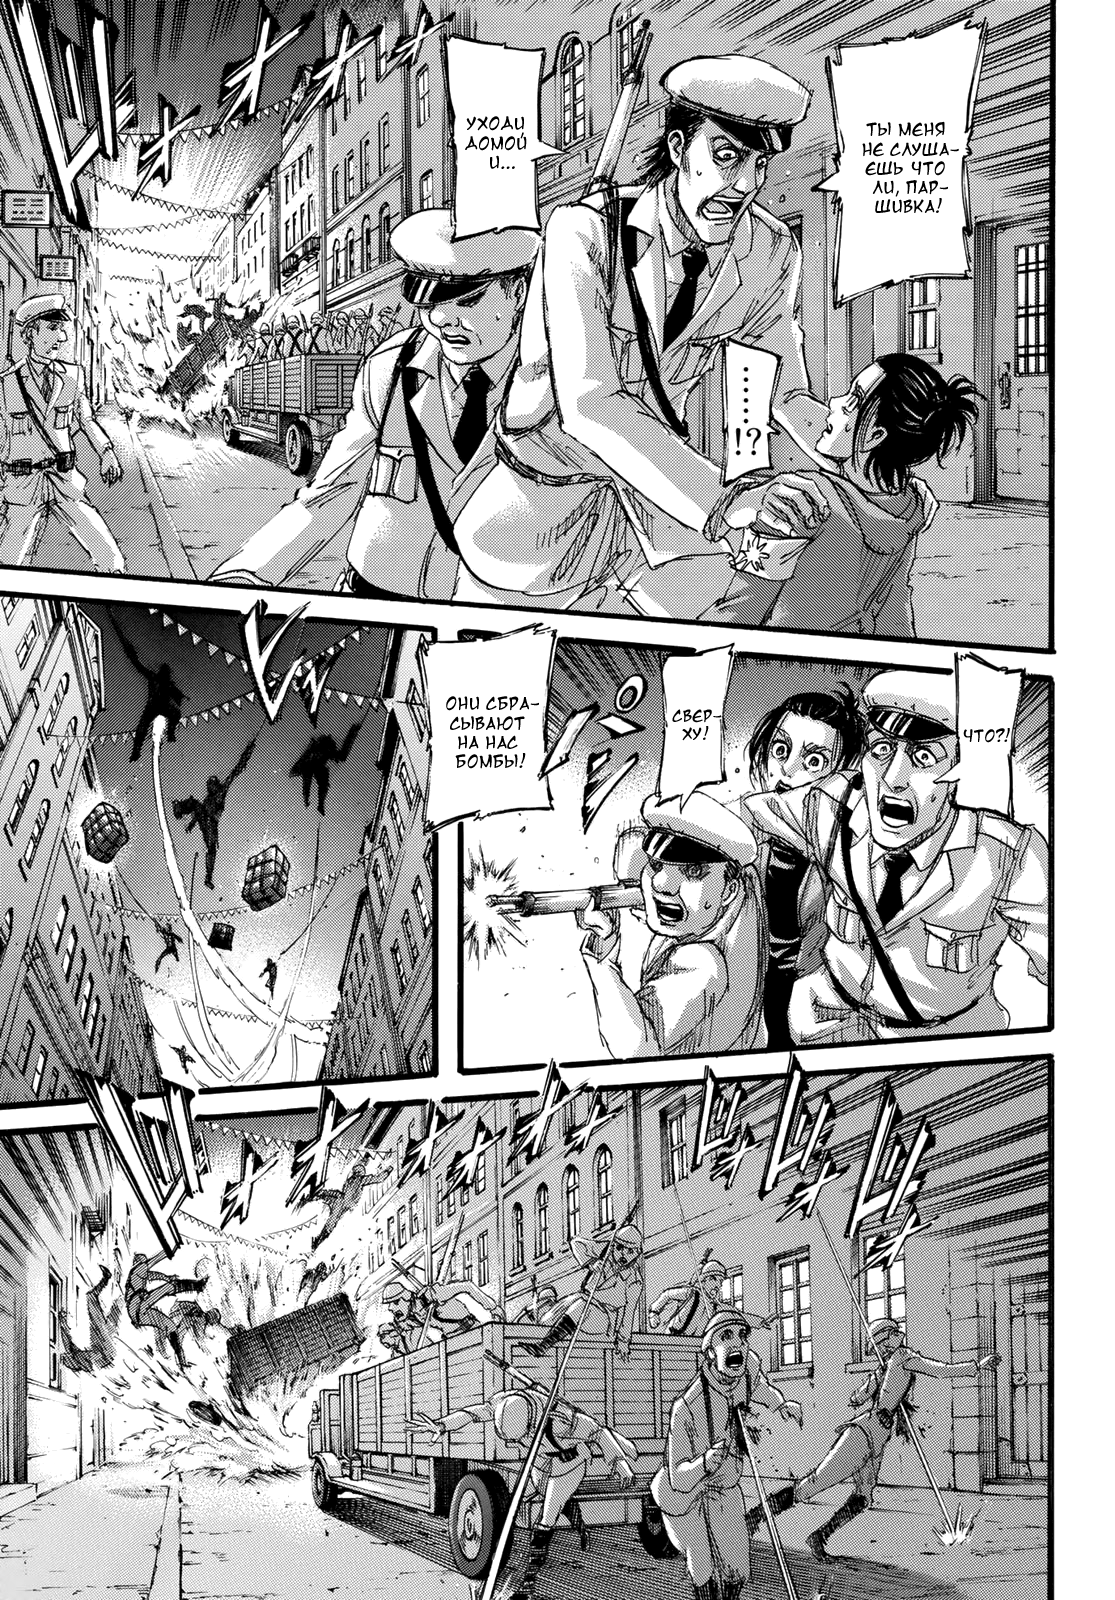 ТЫ МЕНЯ
НЕ СЛУША-
ЕШЬ ЧТО
ЛИ, ПАР-
ШИВКА!
УХОДИ
ДОМОЙ
И...
......!?
ЧТО?!
СВЕР-
ХУ!
ОНИ СБРА-
СЫВАЮТ
НА НАС
БОМБЫ!